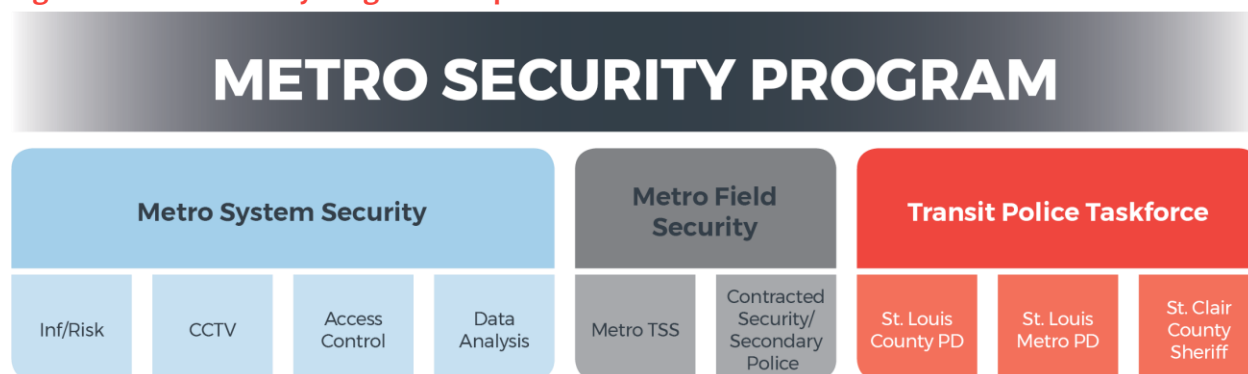 METRO SECURITY PROGRAM
Metro System Security
Metro Field
Security
Transit Police Taskforce
Inf/Risk
CCTV
Access
Control
Data
Analysis
Metro TSS
Contracted
Security/
Secondary
Police
St. Louis
County PD
St. Louis
Metro PD
St. Clair
County
Sheriff